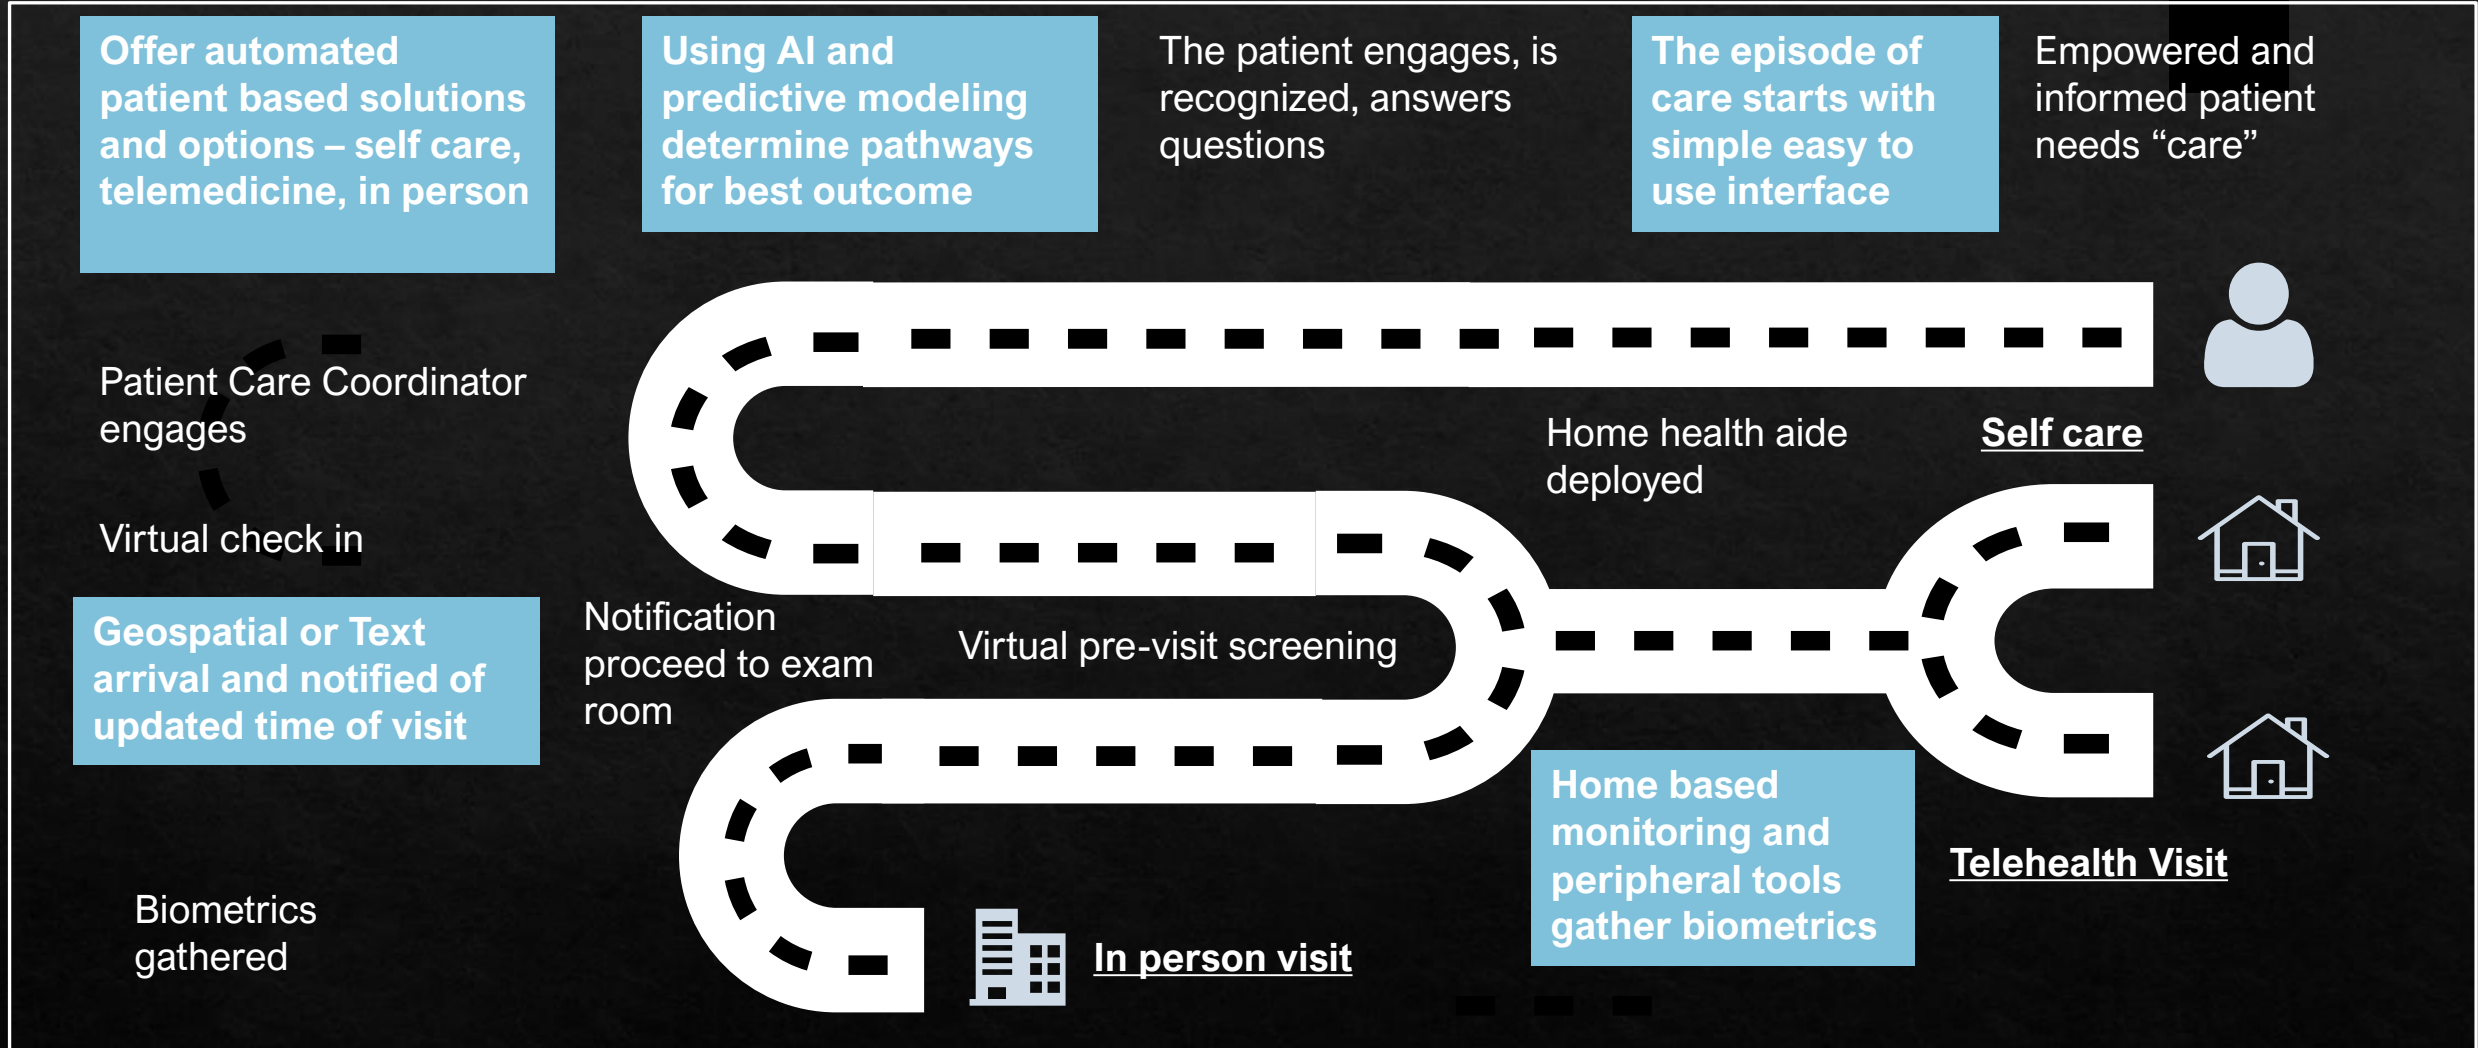 Offer automated
patient based solutions
and options – self care,
telemedicine, in person
Using AI and
predictive modeling
determine pathways
for best outcome
The patient engages, is
recognized, answers
questions
The episode of
care starts with
simple easy to
use interface
Empowered and
informed patient
needs “care”
Patient Care Coordinator
engages
Home health aide
deployed
Self care
Virtual check in
Geospatial or Text
arrival and notified of
updated time of visit
Notification
proceed to exam
room
Virtual pre-visit screening
Home based
monitoring and
peripheral tools
gather biometrics
Telehealth Visit
Biometrics
gathered
In person visit